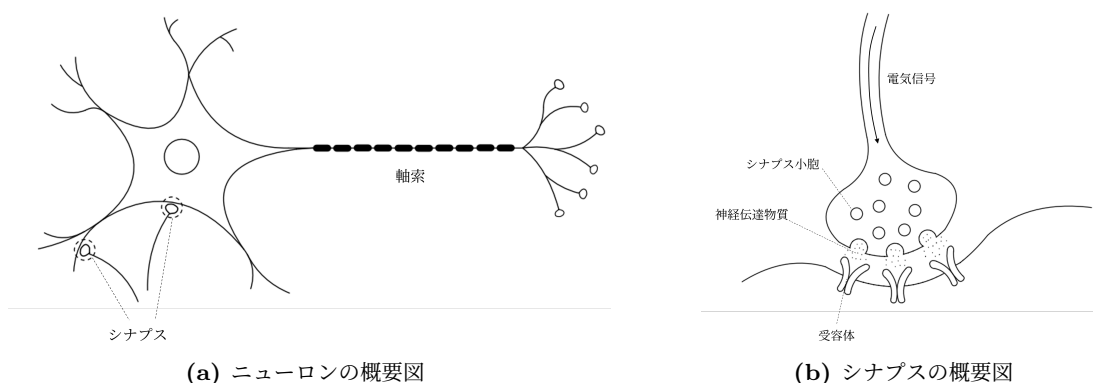 軸索
シナプス
(a) ニューロンの概要図
電気信号
シナプス小胞
神経伝達物質
受容体
(b) シナプスの概要図